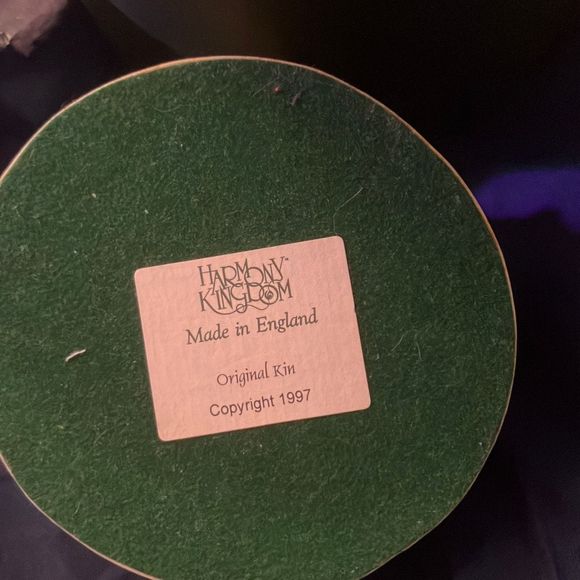 HARMONY™
KINGDOM
Made in England
Original Kin
Copyright 1997